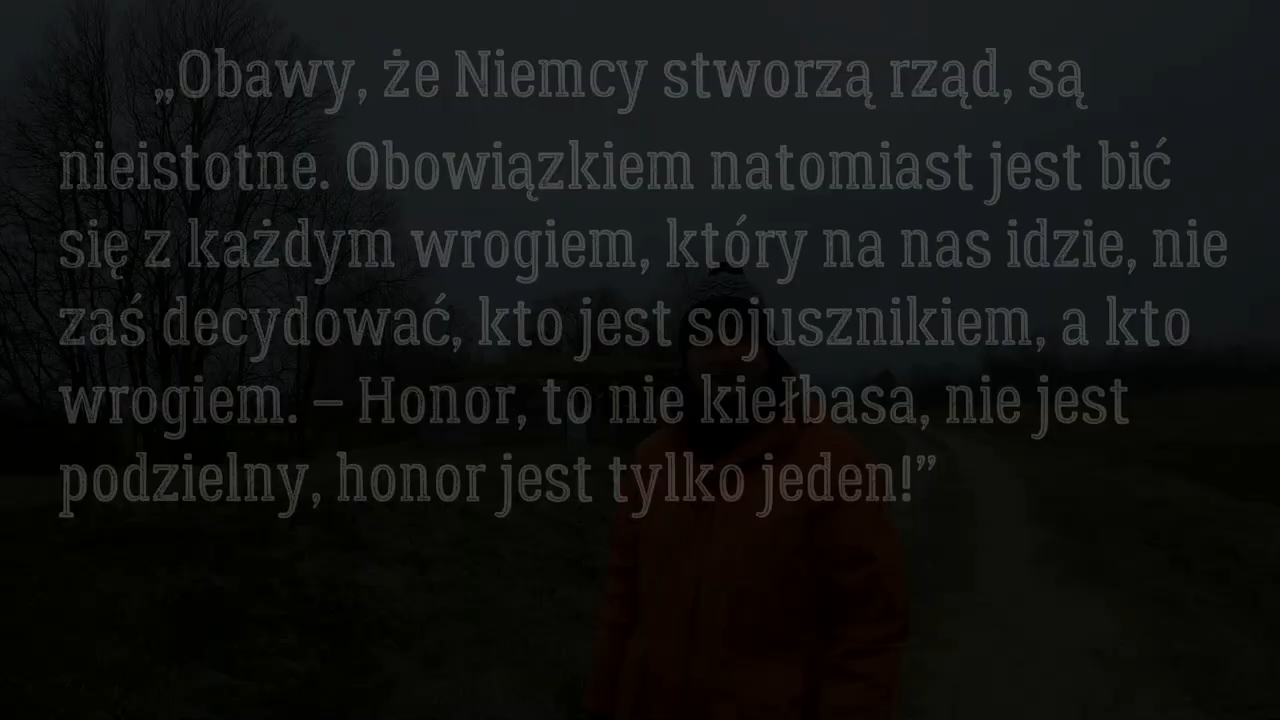 „Obawy, że Niemcy stworzą rząd, są
nieistotne. Obowiązkiem natomiast jest bić
się z każdym wrogiem, który na nas idzie, nie
zaś decydować, kto jest sojusznikiem, a kto
wrogiem. – Honor, to nie kiełbasa, nie jest
podzielny, honor jest tylko jeden!”